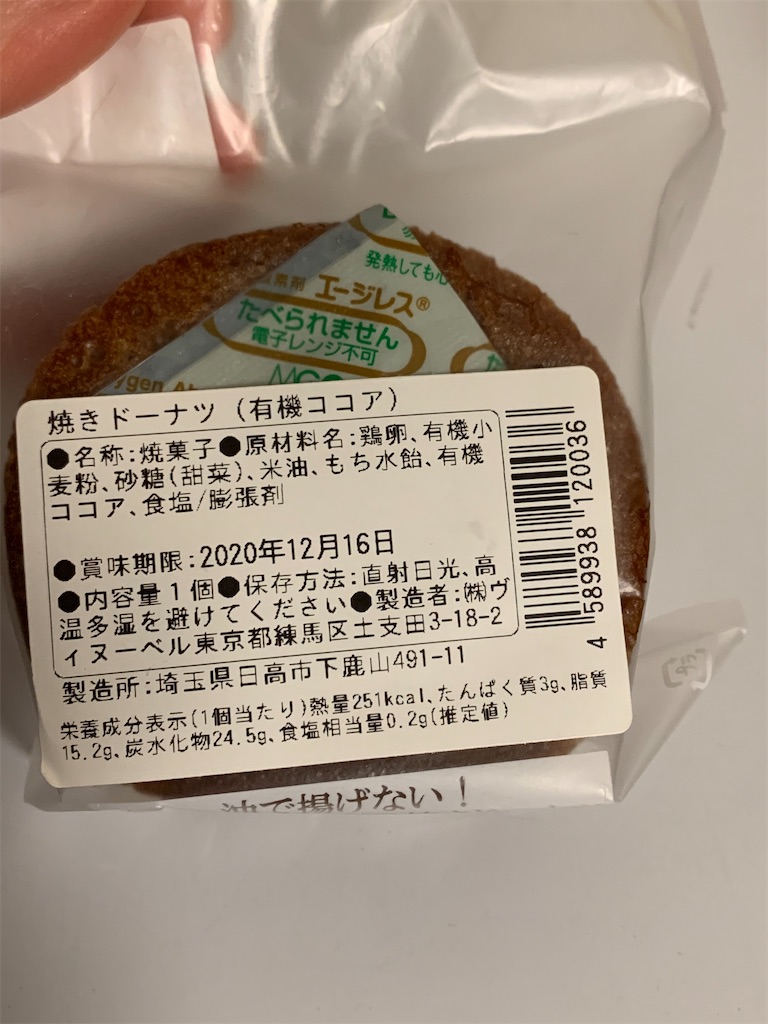 発熱しても心
素剤 エージレス®
たべられません
電子レンジ不可
焼きドーナツ(有機ココア)
●名称:焼菓子●原材料名:鶏卵、有機小
麦粉、砂糖(甜菜)、米油、もち水飴、有機
ココア、食塩/膨張剤
●賞味期限:2020年12月16日
●内容量1個●保存方法:直射日光、高
温多湿を避けてください●製造者:㈱ヴ
ィヌーベル東京都練馬区土支田3-18-2
製造所:埼玉県日高市下鹿山491-11
栄養成分表示(1個当たり)熱量251kcal、たんぱく質3g、脂質
15.2g、炭水化物24.5g、食塩相当量0.2g(推定値)
4 589938 120036
油で揚げない!
プラ